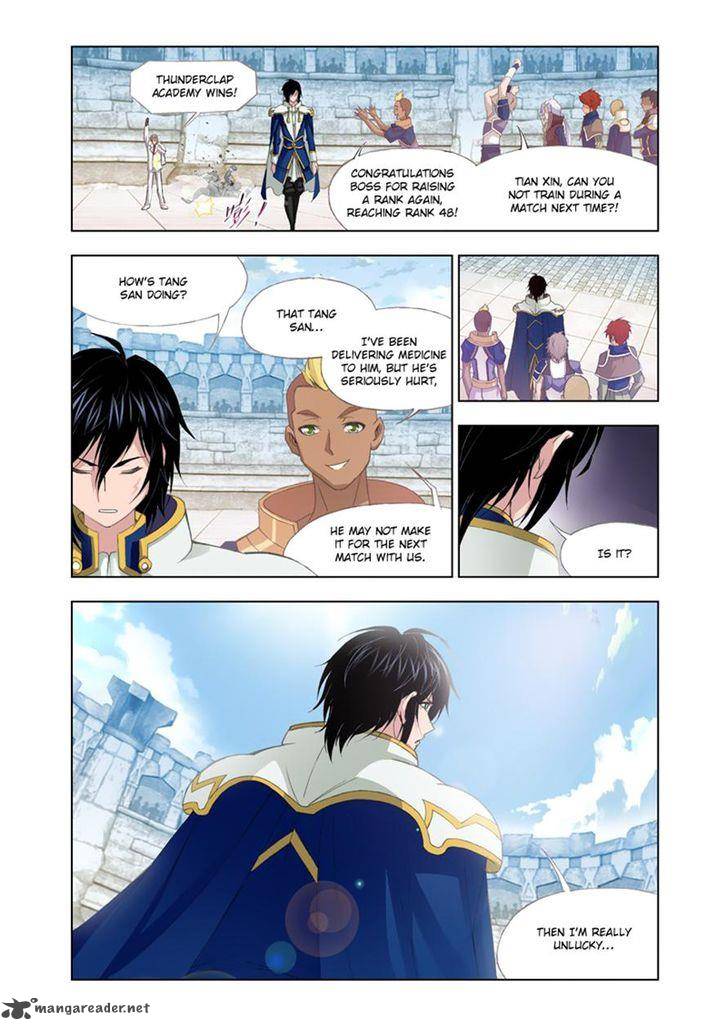 THUNDERCLAP
ACADEMY WINS!
CONGRATULATIONS
BOSS FOR RAISING
A RANK AGAIN,
REACHING RANK 48!
TIAN XIN, CAN YOU
NOT TRAIN DURING A
MATCH NEXT TIME?!
HOW'S TANG
SAN DOING?
THAT TANG
SAN...
I'VE BEEN
DELIVERING MEDICINE
TO HIM, BUT HE'S
SERIOUSLY HURT,
HE MAY NOT MAKE
IT FOR THE NEXT
MATCH WITH US.
IS IT?
THEN I'M REALLY
UNLUCKY...
mangareader.net